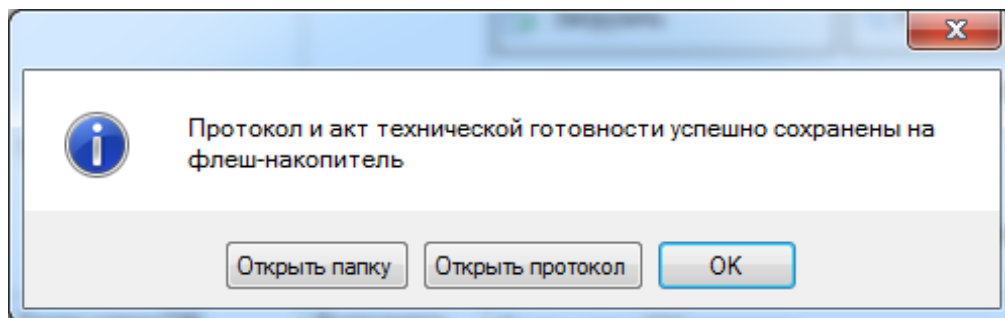 Протокол и акт технической готовности успешно сохранены на
флеш-накопитель
Открыть папку
Открыть протокол
OK